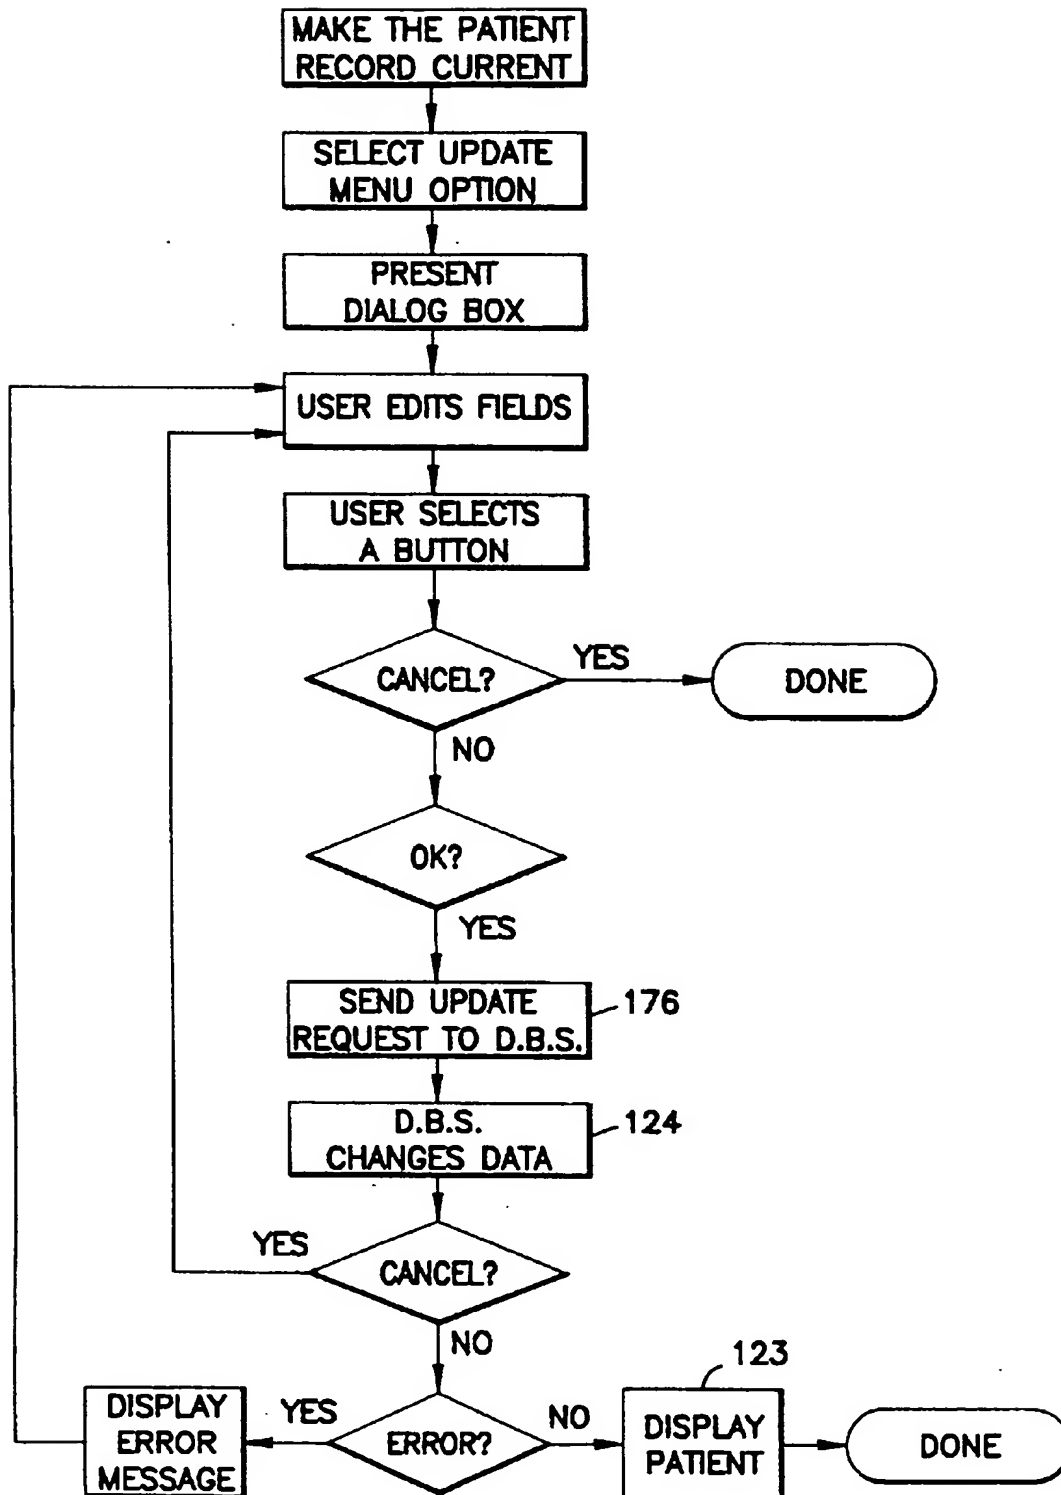 MAKE THE PATIENT
RECORD CURRENT
SELECT UPDATE
MENU OPTION
PRESENT
DIALOG BOX
USER EDITS FIELDS
USER SELECTS
A BUTTON
CANCEL?
YES
DONE
NO
OK?
YES
SEND UPDATE
REQUEST TO D.B.S.
176
D.B.S.
CHANGES DATA
124
YES
CANCEL?
NO
123
DISPLAY
ERROR
MESSAGE
YES
ERROR?
NO
DISPLAY
PATIENT
DONE